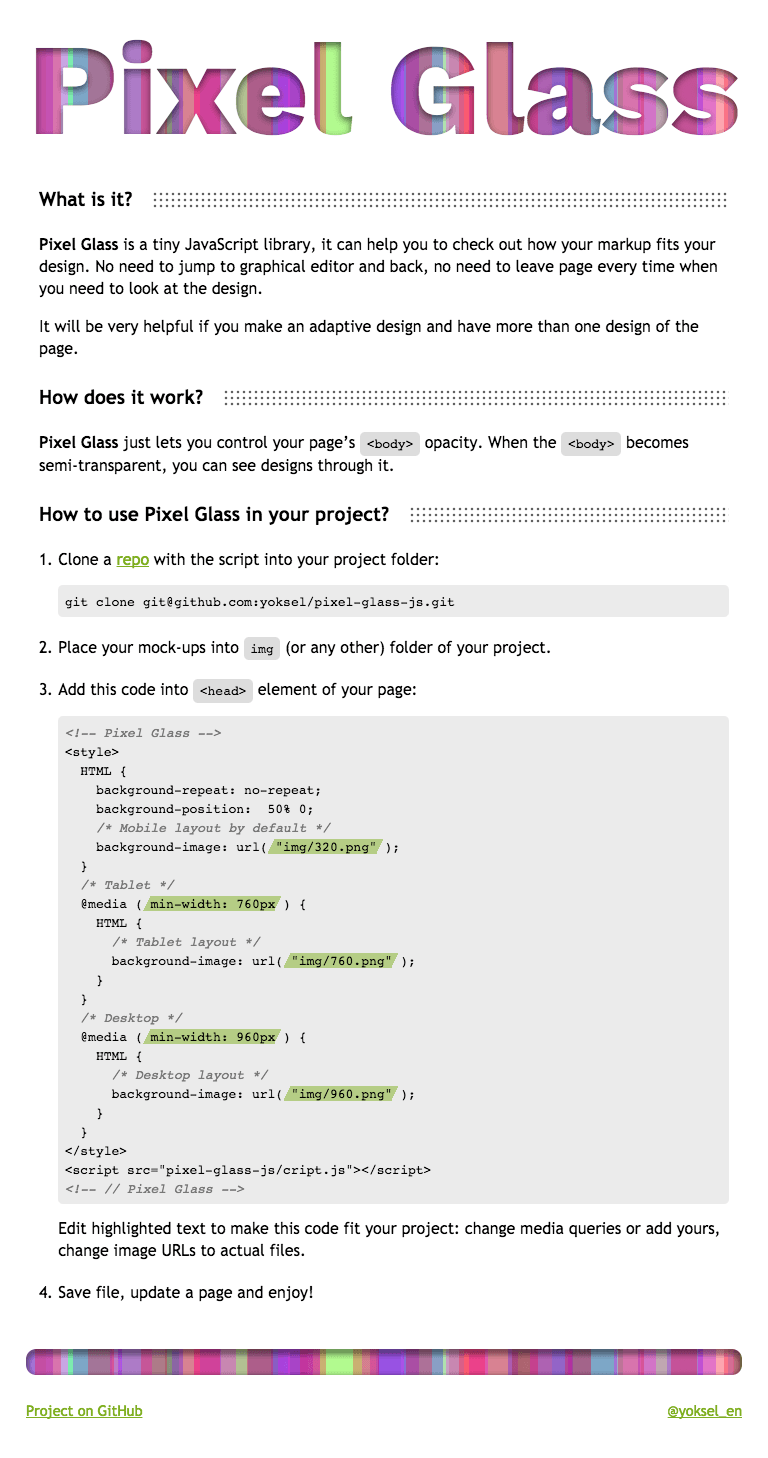 Pixel Glass
What is it?
Pixel Glass is a tiny JavaScript library, it can help you to check out how your markup fits your
design. No need to jump to graphical editor and back, no need to leave page every time when
you need to look at the design.
It will be very helpful if you make an adaptive design and have more than one design of the
page.
How does it work?
Pixel Glass just lets you control your page’s <body> opacity. When the <body> becomes
semi-transparent, you can see designs through it.
How to use Pixel Glass in your project?
1. Clone a repo with the script into your project folder:
git clone git@github.com:yoksel/pixel-glass-js.git
2. Place your mock-ups into img (or any other) folder of your project.
3. Add this code into <head> element of your page:
<!-- Pixel Glass -->
<style>
  HTML {
    background-repeat: no-repeat;
    background-position:  50% 0;
    /* Mobile layout by default */
    background-image: url( "img/320.png" );
  }
  /* Tablet */
  @media ( min-width: 760px ) {
    HTML {
      /* Tablet layout */
      background-image: url( "img/760.png" );
    }
  }
  /* Desktop */
  @media ( min-width: 960px ) {
    HTML {
      /* Desktop layout */
      background-image: url( "img/960.png" );
    }
  }
</style>
<script src="pixel-glass-js/cript.js"></script>
<!-- // Pixel Glass -->
Edit highlighted text to make this code fit your project: change media queries or add yours,
change image URLs to actual files.
4. Save file, update a page and enjoy!
Project on GitHub
@yoksel_en